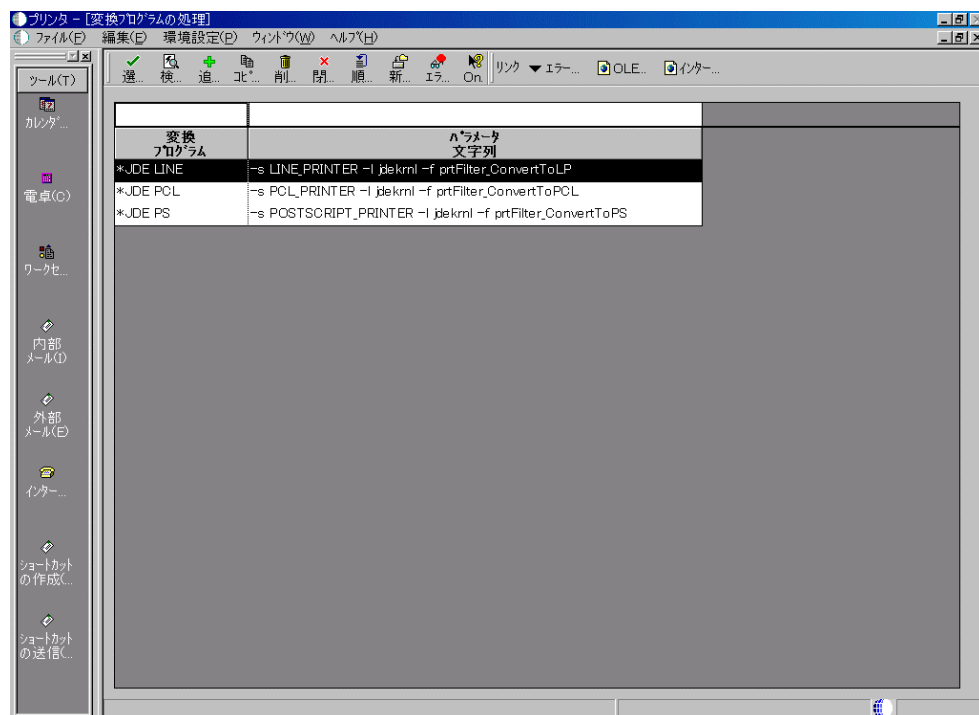 プリンタ - [変換プログラムの処理]
ファイル(F) 編集(E) 環境設定(P) ウィンドウ(W) ヘルプ(H)
ツール(T)
選... 検... 追... コピ... 削... 閉... 順... 新... エラ... On. リンク ▼ エラー... OLE... インター...
カレンダ...
電卓(C)
ワークセ...
内部
メール(I)
外部
メール(E)
インター...
ショートカット
の作成(...
ショートカット
の送信(...
変換
プログラム
パラメータ
文字列
*JDE LINE -s LINE_PRINTER -l jdekrnl -f prtFilter_ConvertToLP
*JDE PCL -s PCL_PRINTER -l jdekrnl -f prtFilter_ConvertToPCL
*JDE PS -s POSTSCRIPT_PRINTER -l jdekrnl -f prtFilter_ConvertToPS